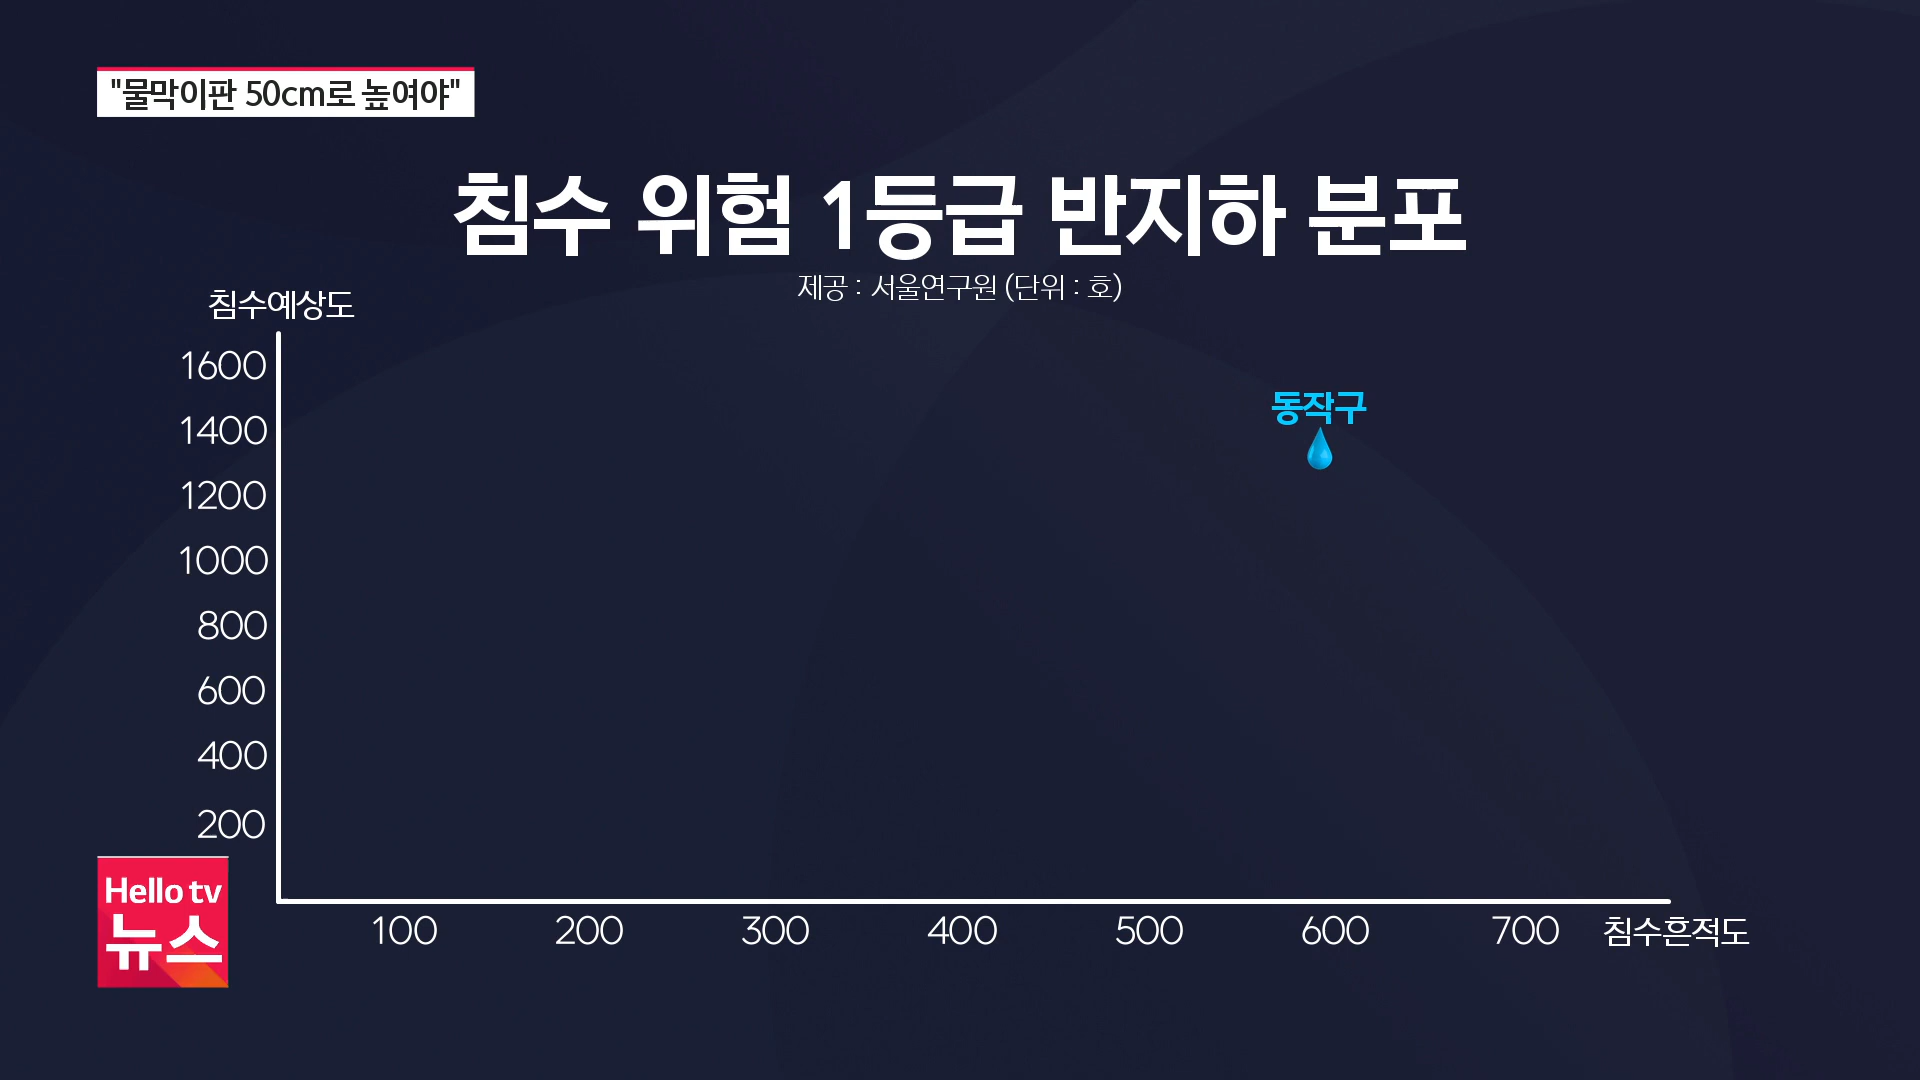 "물막이판 50cm로 높여야"
침수 위험 1등급 반지하 분포
제공 : 서울연구원 (단위 : 호)
침수예상도
1600
1400
동작구
1200
1000
800
600
400
200
100 200 300 400 500 600 700 침수흔적도
Hello tv
뉴스